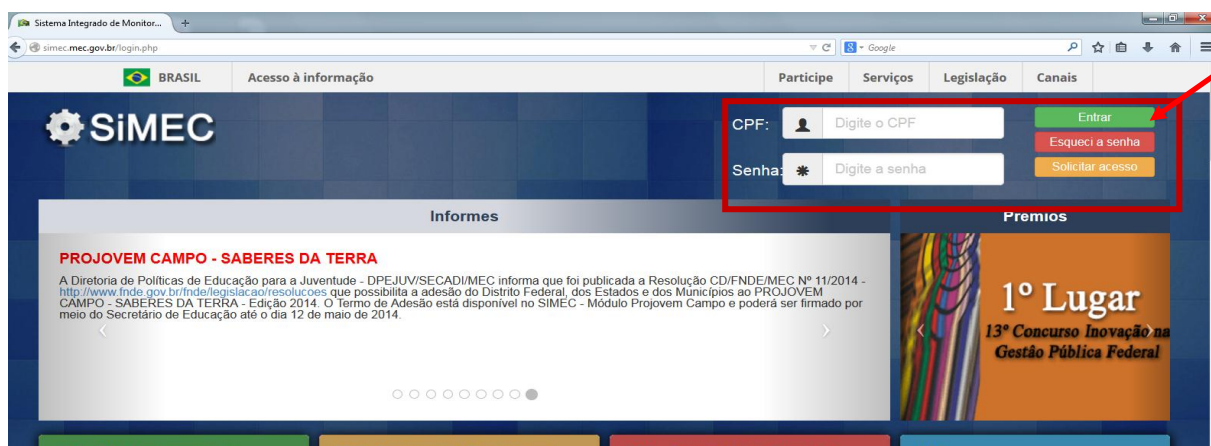 Sistema Integrado de Monitor...
simec.mec.gov.br/login.php
Google
BRASIL Acesso à informação Participe Serviços Legislação Canais
SiMEC
CPF: Digite o CPF Entrar
Esqueci a senha
Senha: Digite a senha Solicitar acesso
Informes
PROJOVEM CAMPO - SABERES DA TERRA
A Diretoria de Políticas de Educação para a Juventude - DPEJUV/SECADI/MEC informa que foi publicada a Resolução CD/FNDE/MEC Nº 11/2014 -
http://www.fnde.gov.br/fnde/legislacao/resolucoes que possibilita a adesão do Distrito Federal, dos Estados e dos Municípios ao PROJOVEM
CAMPO - SABERES DA TERRA - Edição 2014. O Termo de Adesão está disponível no SIMEC - Módulo Projovem Campo e poderá ser firmado por
meio do Secretário de Educação até o dia 12 de maio de 2014.
Prêmios
1º Lugar
13º Concurso Inovação na
Gestão Pública Federal